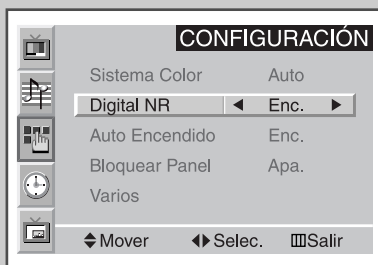 CONFIGURACIÓN
Sistema Color Auto
Digital NR ◀ Enc. ▶
Auto Encendido Enc.
Bloquear Panel Apa.
Varios
Mover Selec. Salir